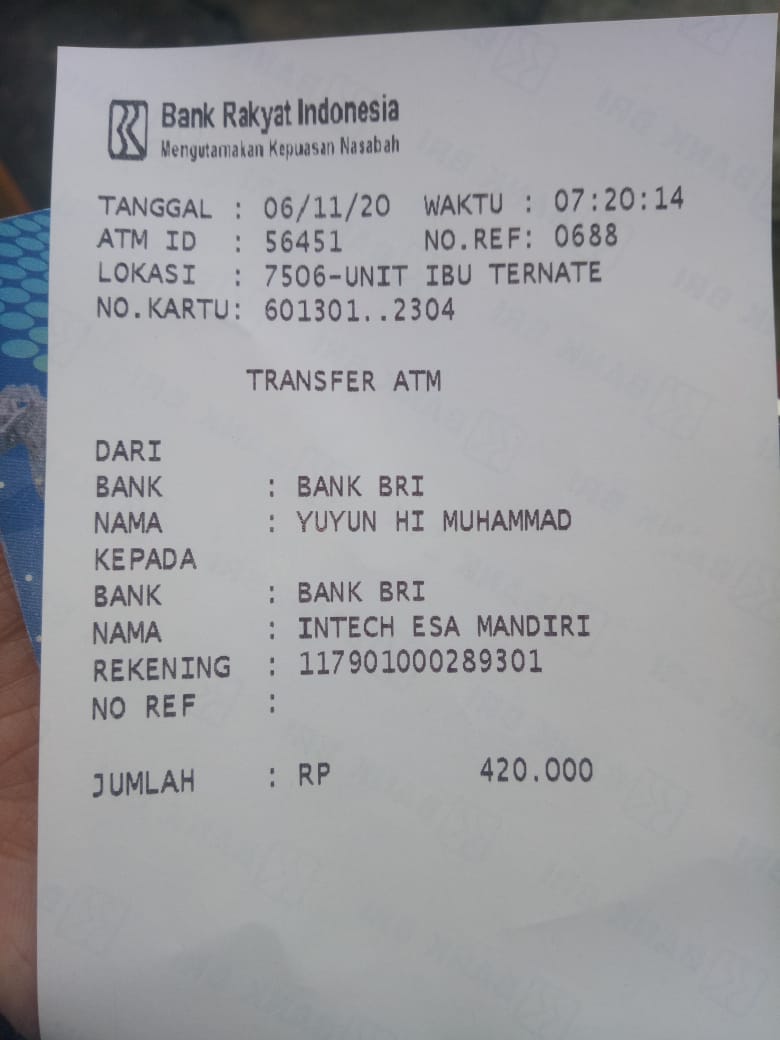 Bank Rakyat Indonesia
Mengutamakan Kepuasan Nasabah
TANGGAL : 06/11/20 WAKTU : 07:20:14
ATM ID : 56451 NO.REF: 0688
LOKASI : 7506-UNIT IBU TERNATE
NO.KARTU: 601301..2304
TRANSFER ATM
DARI
BANK : BANK BRI
NAMA : YUYUN HI MUHAMMAD
KEPADA
BANK : BANK BRI
NAMA : INTECH ESA MANDIRI
REKENING : 117901000289301
NO REF :
JUMLAH : RP 420.000